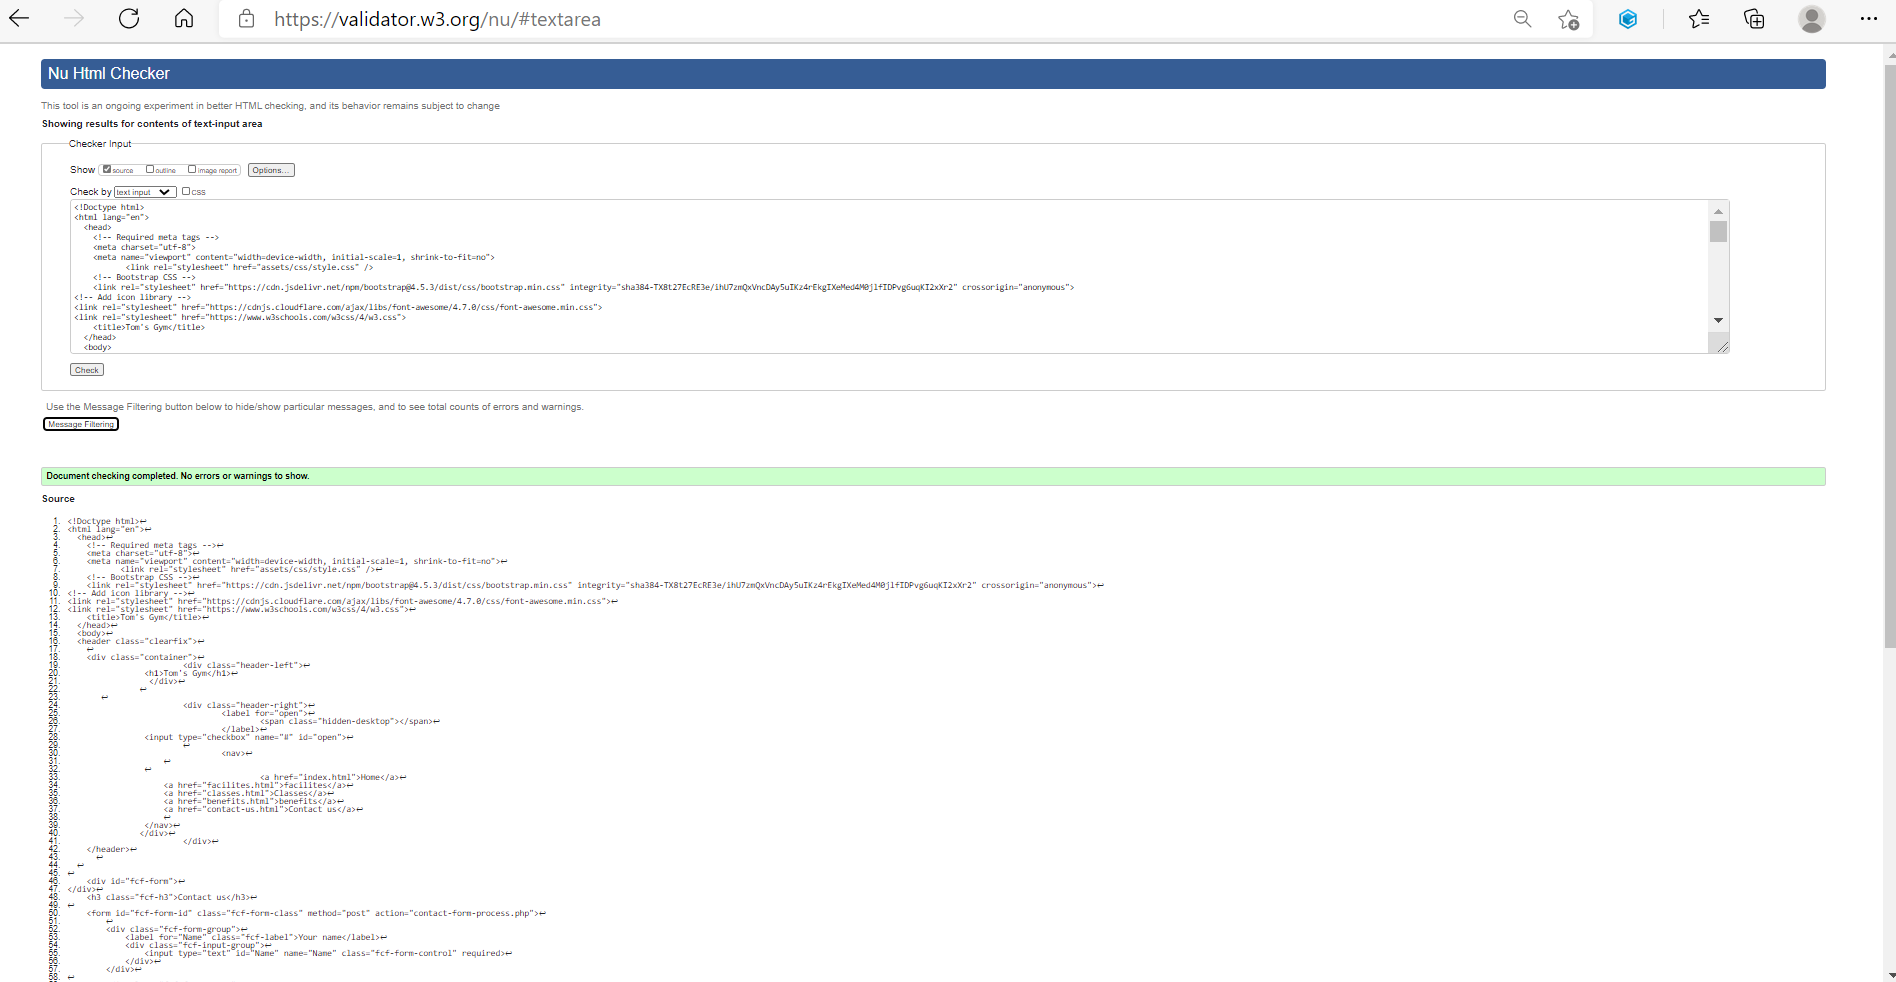 https://validator.w3.org/nu/#textarea
Nu Html Checker
This tool is an ongoing experiment in better HTML checking, and its behavior remains subject to change
Showing results for contents of text-input area
Checker Input
Show source outline image report Options...
Check by text input css
<!Doctype html>
<html lang="en">
<head>
<!-- Required meta tags -->
<meta charset="utf-8">
<meta name="viewport" content="width=device-width, initial-scale=1, shrink-to-fit=no">
<link rel="stylesheet" href="assets/css/style.css" />
<!-- Bootstrap CSS -->
<link rel="stylesheet" href="https://cdn.jsdelivr.net/npm/bootstrap@4.5.3/dist/css/bootstrap.min.css" integrity="sha384-TX8t27EcRE3e/ihU7zmQxVncDAy5uIKz4rEkgIXeMed4M0jlfIDPvg6uqKI2xXr2" crossorigin="anonymous">
<!-- Add icon library -->
<link rel="stylesheet" href="https://cdnjs.cloudflare.com/ajax/libs/font-awesome/4.7.0/css/font-awesome.min.css">
<link rel="stylesheet" href="https://www.w3schools.com/w3css/4/w3.css">
<title>Tom's Gym</title>
</head>
<body>
Check
Use the Message Filtering button below to hide/show particular messages, and to see total counts of errors and warnings.
Message Filtering
Document checking completed. No errors or warnings to show.
Source
1. <!Doctype html>↩
2. <html lang="en">↩
3. <head>↩
4. <!-- Required meta tags -->↩
5. <meta charset="utf-8">↩
6. <meta name="viewport" content="width=device-width, initial-scale=1, shrink-to-fit=no">↩
7. <link rel="stylesheet" href="assets/css/style.css" />↩
8. <!-- Bootstrap CSS -->↩
9. <link rel="stylesheet" href="https://cdn.jsdelivr.net/npm/bootstrap@4.5.3/dist/css/bootstrap.min.css" integrity="sha384-TX8t27EcRE3e/ihU7zmQxVncDAy5uIKz4rEkgIXeMed4M0jlfIDPvg6uqKI2xXr2" crossorigin="anonymous">↩
10. <!-- Add icon library -->↩
11. <link rel="stylesheet" href="https://cdnjs.cloudflare.com/ajax/libs/font-awesome/4.7.0/css/font-awesome.min.css">↩
12. <link rel="stylesheet" href="https://www.w3schools.com/w3css/4/w3.css">↩
13. <title>Tom's Gym</title>↩
14. </head>↩
15. <body>↩
16. <header class="clearfix">↩
17. ↩
18. <div class="container">↩
19. <div class="header-left">↩
20. <h1>Tom's Gym</h1>↩
21. </div>↩
22. ↩
23. ↩
24. <div class="header-right">↩
25. <label for="open">↩
26. <span class="hidden-desktop"></span>↩
27. </label>↩
28. <input type="checkbox" name="#" id="open">↩
29. ↩
30. <nav>↩
31. ↩
32. ↩
33. <a href="index.html">Home</a>↩
34. <a href="facilites.html">facilites</a>↩
35. <a href="classes.html">Classes</a>↩
36. <a href="benefits.html">benefits</a>↩
37. <a href="contact-us.html">Contact us</a>↩
38. ↩
39. </nav>↩
40. </div>↩
41. </div>↩
42. </header>↩
43. ↩
44. ↩
45. ↩
46. <div id="fcf-form">↩
47. </div>↩
48. <h3 class="fcf-h3">Contact us</h3>↩
49. ↩
50. <form id="fcf-form-id" class="fcf-form-class" method="post" action="contact-form-process.php">↩
51. ↩
52. <div class="fcf-form-group">↩
53. <label for="Name" class="fcf-label">Your name</label>↩
54. <div class="fcf-input-group">↩
55. <input type="text" id="Name" name="Name" class="fcf-form-control" required>↩
56. </div>↩
57. </div>↩
58. ↩